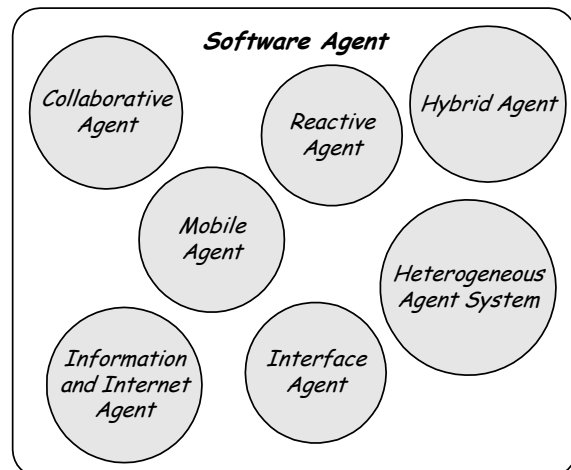 Software Agent
Collaborative
Agent
Reactive
Agent
Hybrid Agent
Mobile
Agent
Heterogeneous
Agent System
Information
and Internet
Agent
Interface
Agent